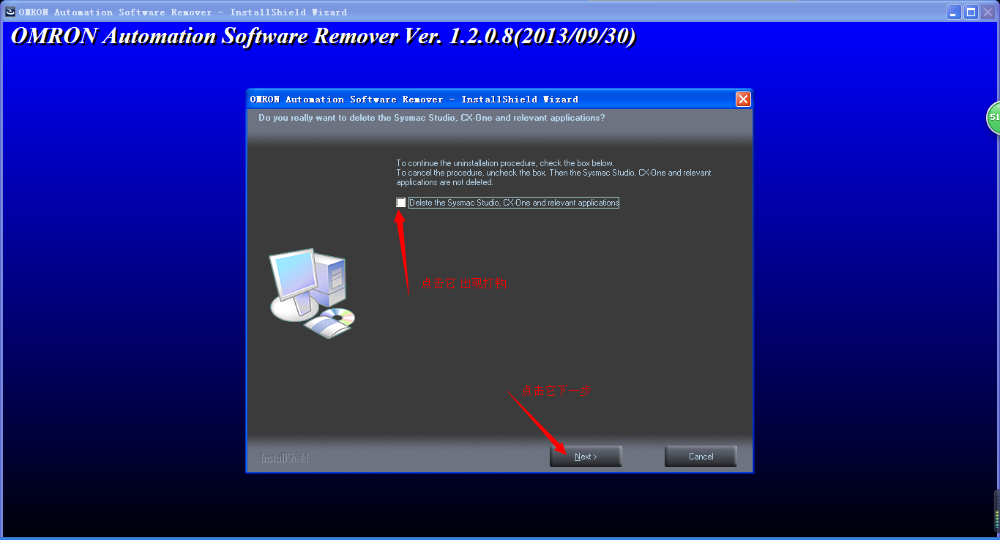 OMRON Automation Software Remover - InstallShield Wizard
OMRON Automation Software Remover Ver. 1.2.0.8(2013/09/30)
OMRON Automation Software Remover - InstallShield Wizard
Do you really want to delete the Sysmac Studio, CX-One and relevant applications?
To continue the uninstallation procedure, check the box below.
To cancel the procedure, uncheck the box. Then the Sysmac Studio, CX-One and relevant
applications are not deleted.
Delete the Sysmac Studio, CX-One and relevant applications
点击它 出现打钩
点击它下一步
InstallShield
Next >
Cancel
51